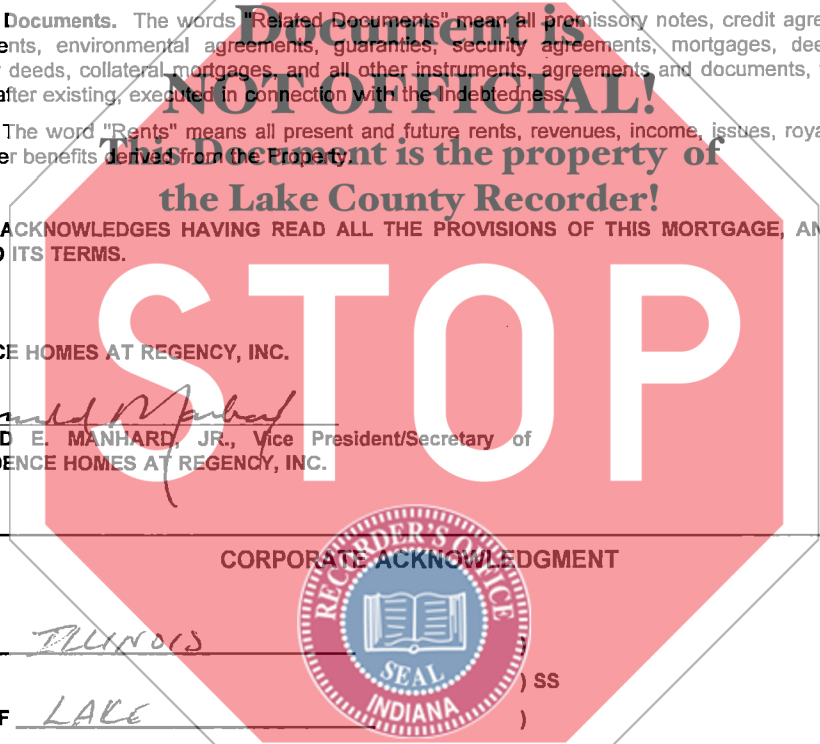 Documents. The words "Related Documents" mean all promissory notes, credit agre
ents, environmental agreements, guaranties, security agreements, mortgages, dee
deeds, collateral mortgages, and all other instruments, agreements and documents,
after existing, executed in connection with the Indebtedness.
The word "Rents" means all present and future rents, revenues, income, issues, roya
er benefits derived from the Property.
Document is
NOT OFFICIAL!
This Document is the property of
the Lake County Recorder!
ACKNOWLEDGES HAVING READ ALL THE PROVISIONS OF THIS MORTGAGE, AN
ITS TERMS.
STOP
CE HOMES AT REGENCY, INC.
D E. MANHARD, JR., Vice President/Secretary of
DENCE HOMES AT REGENCY, INC.
CORPORATE ACKNOWLEDGMENT
RECORDER'S OFFICE
SEAL
INDIANA
ILLINOIS )
) SS
F LAKE )